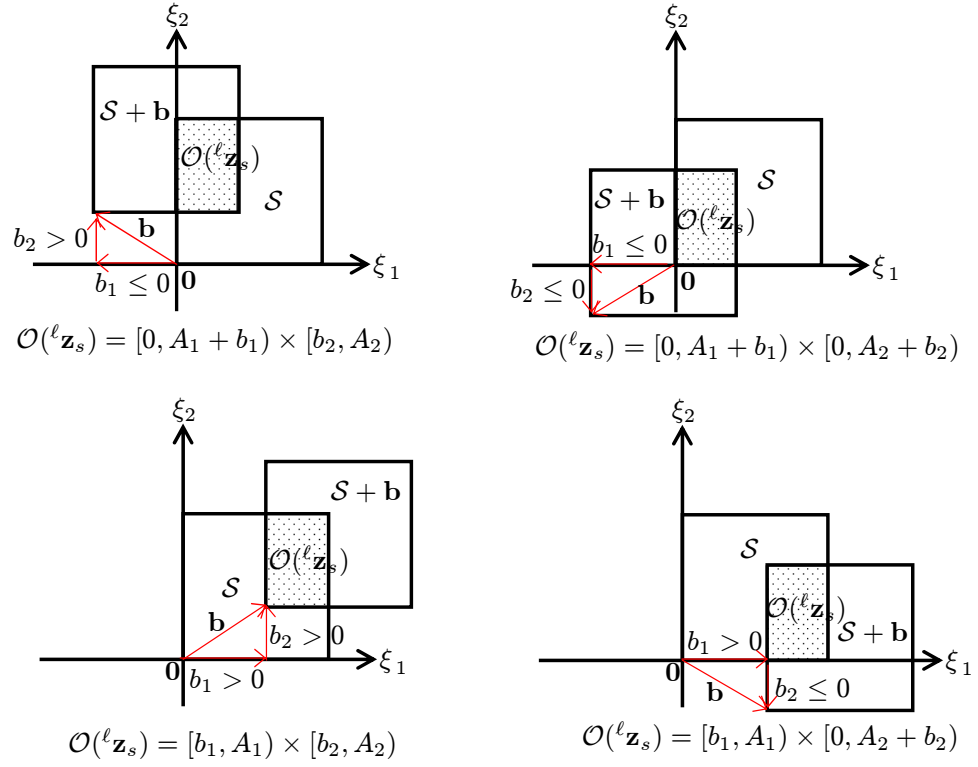 ξ₂
𝒮 + 𝐛
𝒪(ˡ𝐳ₛ)
𝒮
b₂ > 0
𝐛
ξ₁
b₁ ≤ 0
𝟎
𝒪(ˡ𝐳ₛ) = [0, A₁ + b₁) × [b₂, A₂)
ξ₂
𝒮
𝒮 + 𝐛
𝒪(ˡ𝐳ₛ)
b₁ ≤ 0
ξ₁
b₂ ≤ 0
𝐛
𝟎
𝒪(ˡ𝐳ₛ) = [0, A₁ + b₁) × [0, A₂ + b₂)
ξ₂
𝒮 + 𝐛
𝒪(ˡ𝐳ₛ)
𝒮
𝐛
b₂ > 0
𝟎
ξ₁
b₁ > 0
𝒪(ˡ𝐳ₛ) = [b₁, A₁) × [b₂, A₂)
ξ₂
𝒮
𝒪(ˡ𝐳ₛ)
𝒮 + 𝐛
b₁ > 0
𝟎
ξ₁
𝐛
b₂ ≤ 0
𝒪(ˡ𝐳ₛ) = [b₁, A₁) × [0, A₂ + b₂)